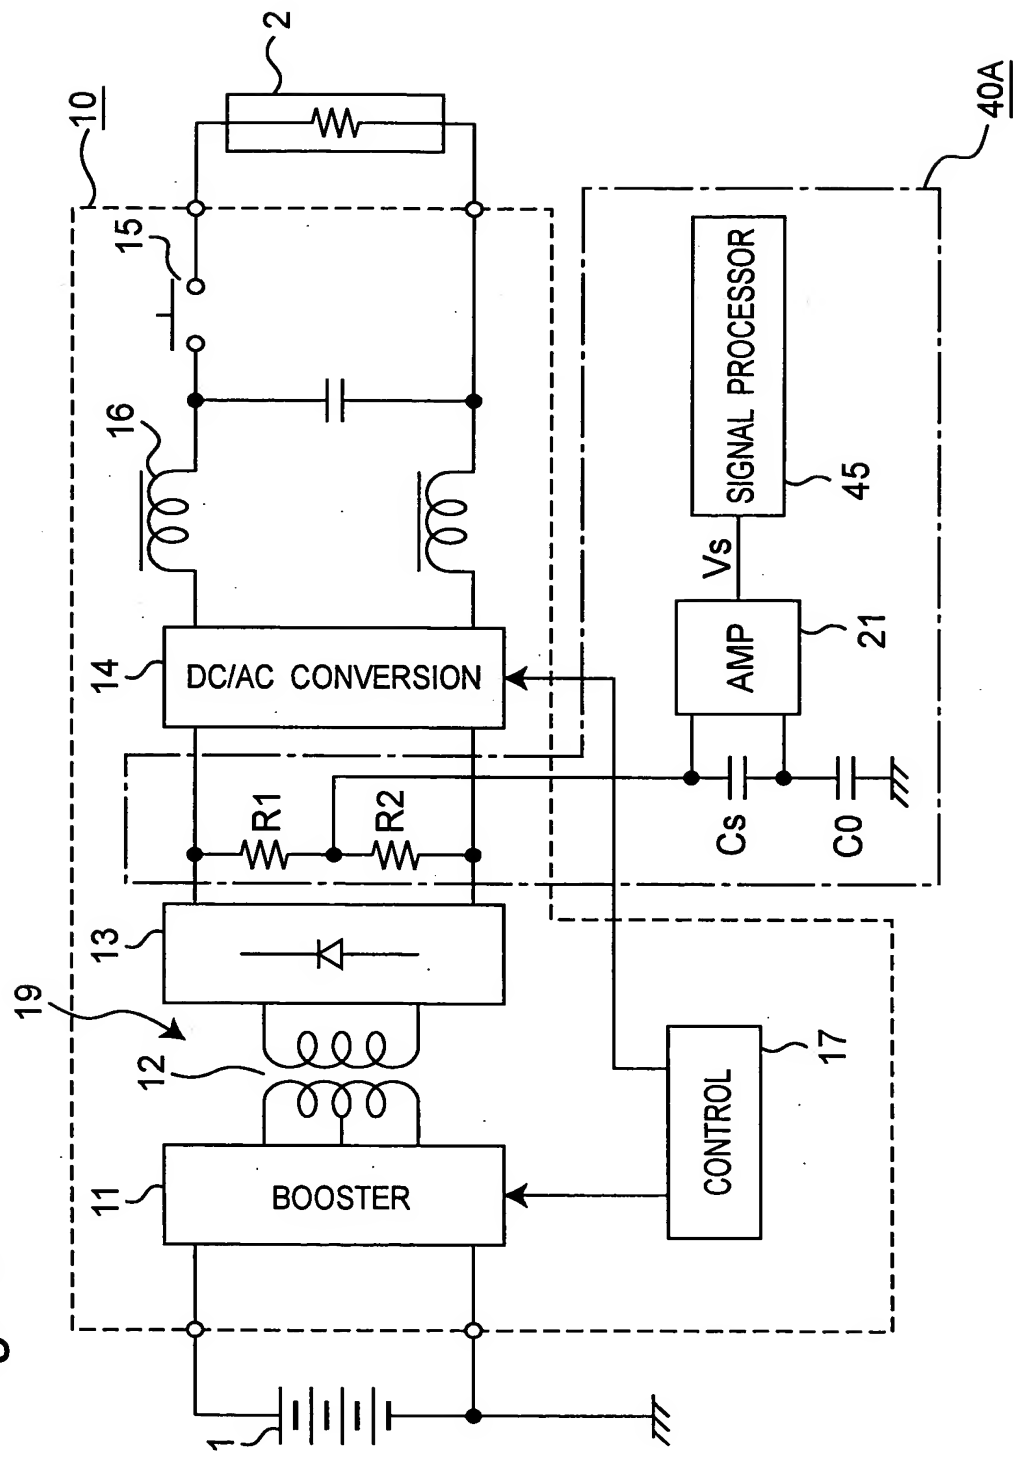 19
10
40A
1
11
BOOSTER
12
13
R1
R2
14
DC/AC CONVERSION
16
15
2
CONTROL
17
Cs
C0
AMP
21
Vs
SIGNAL PROCESSOR
45